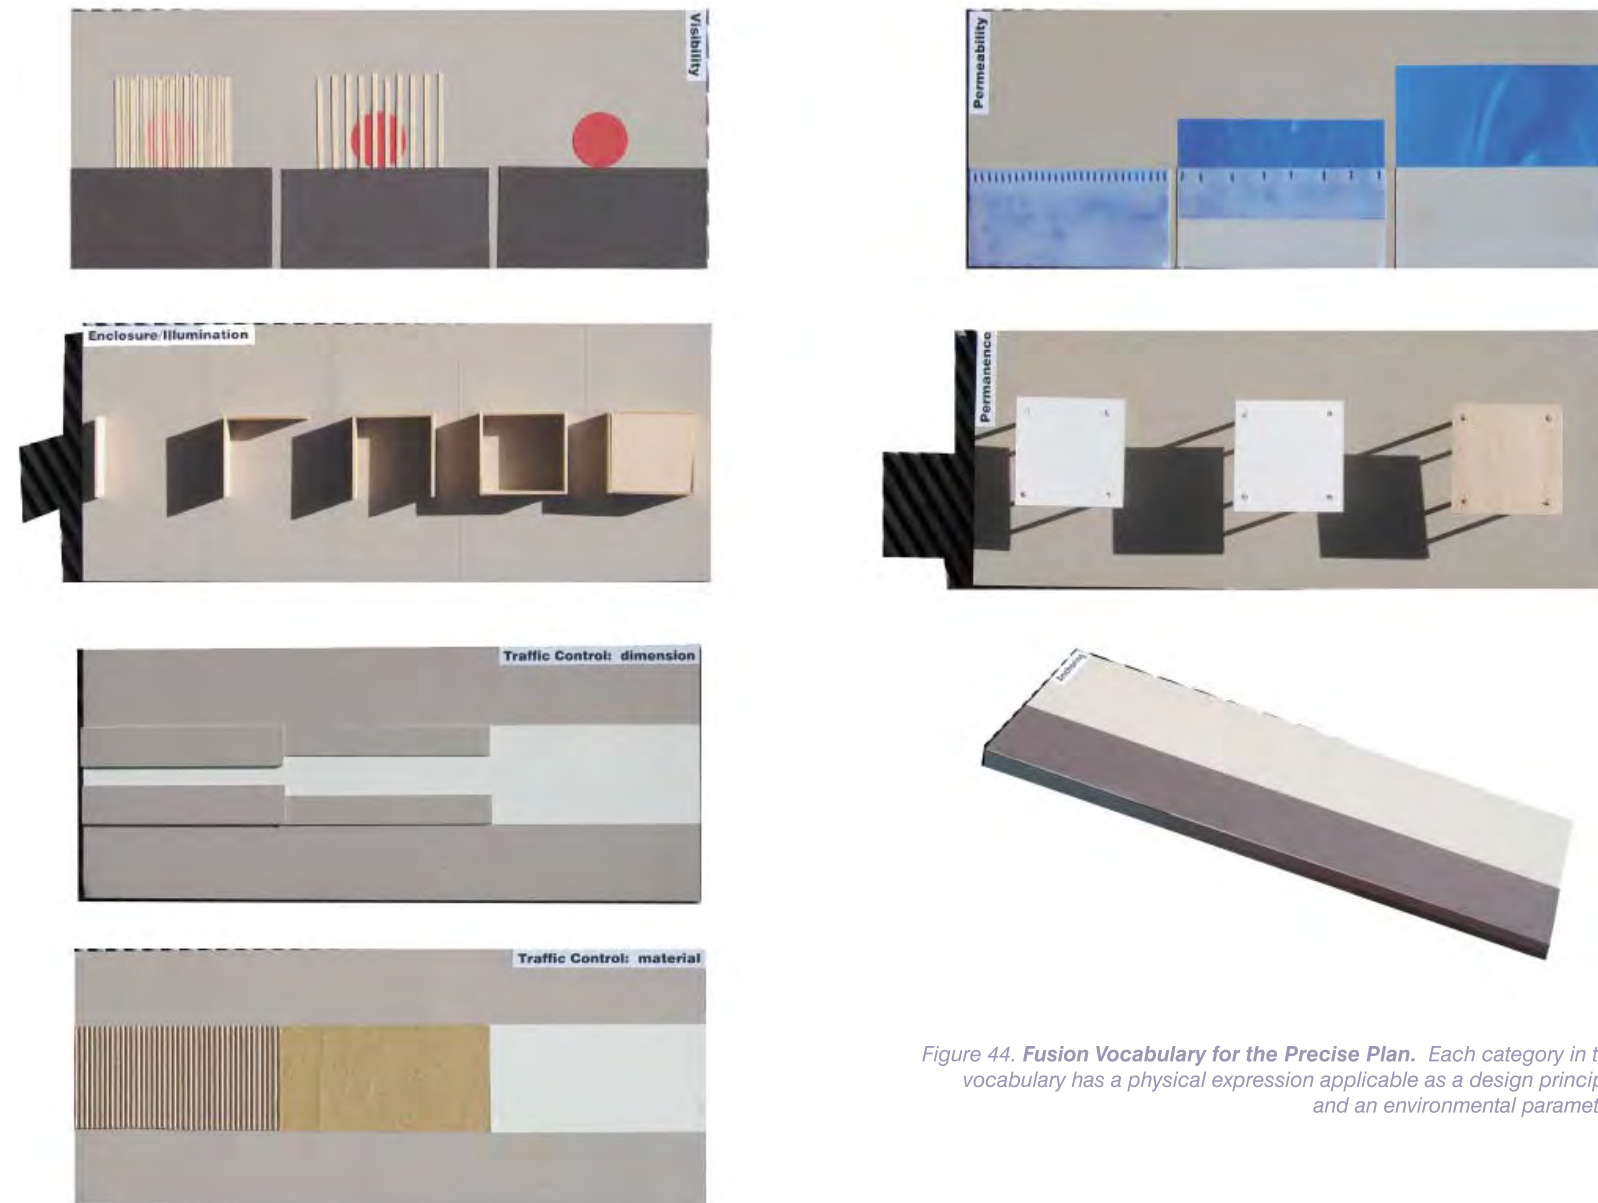 Visibility
Permeability
Enclosure/Illumination
Permanence
Traffic Control: dimension
Traffic Control: material
Figure 44. Fusion Vocabulary for the Precise Plan. Each category in t
vocabulary has a physical expression applicable as a design princip
and an environmental paramet